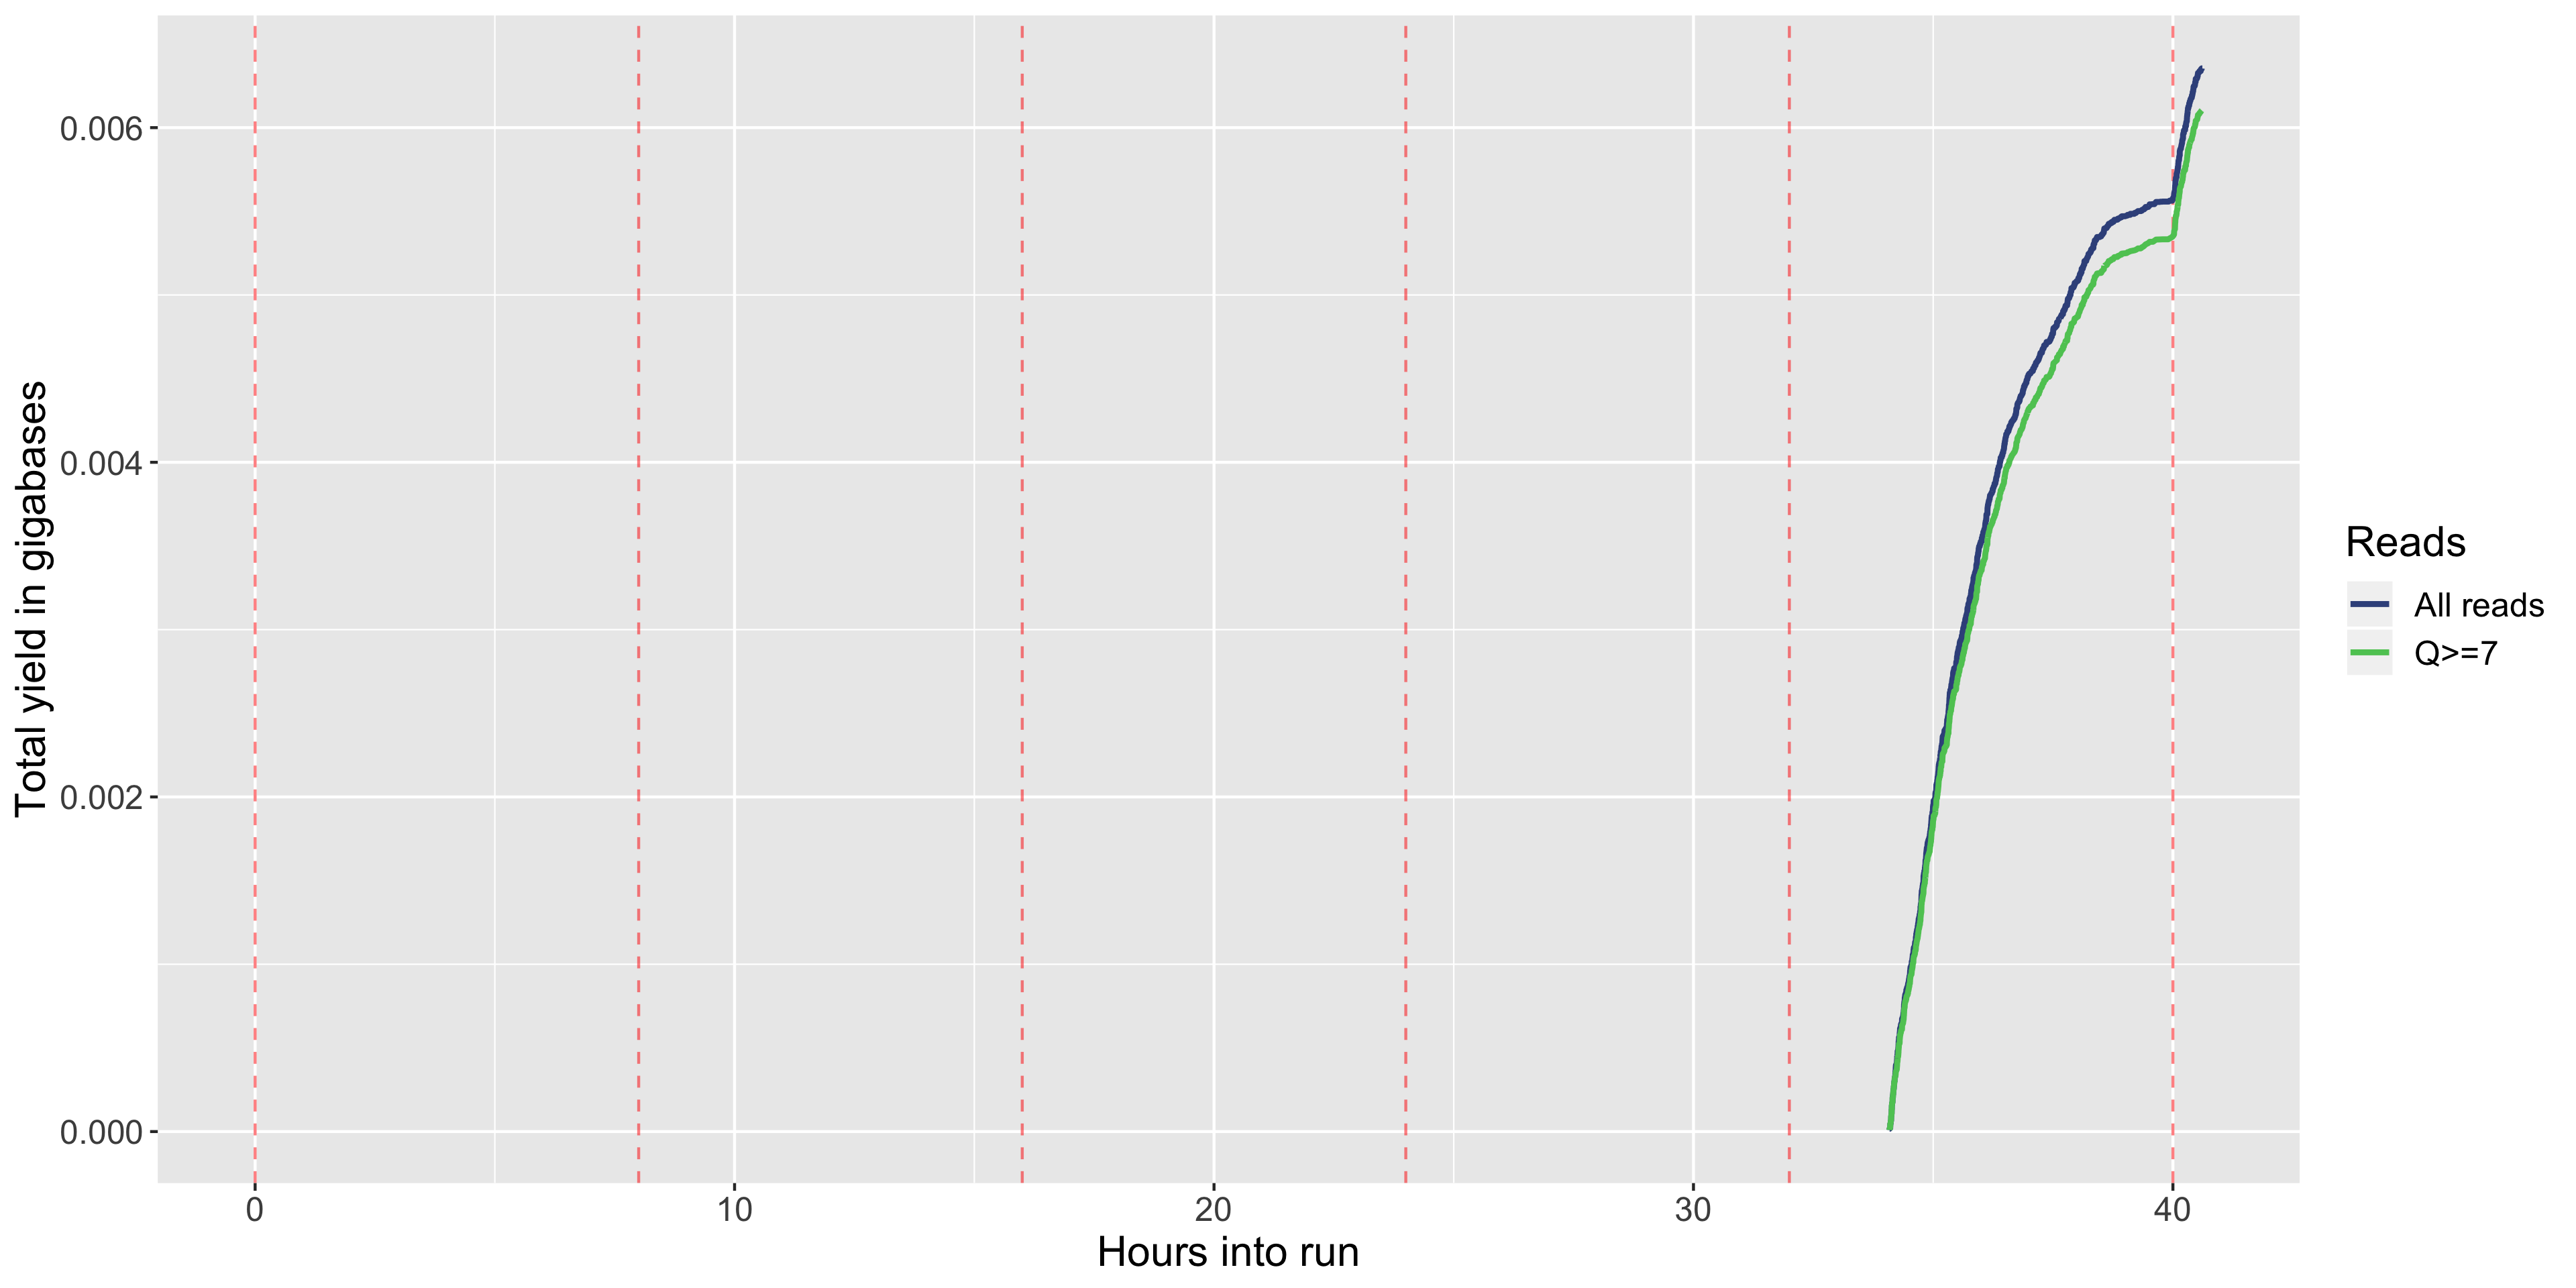 Total yield in gigabases
0.006
0.004
0.002
0.000
0
10
20
30
40
Hours into run
Reads
All reads
Q>=7